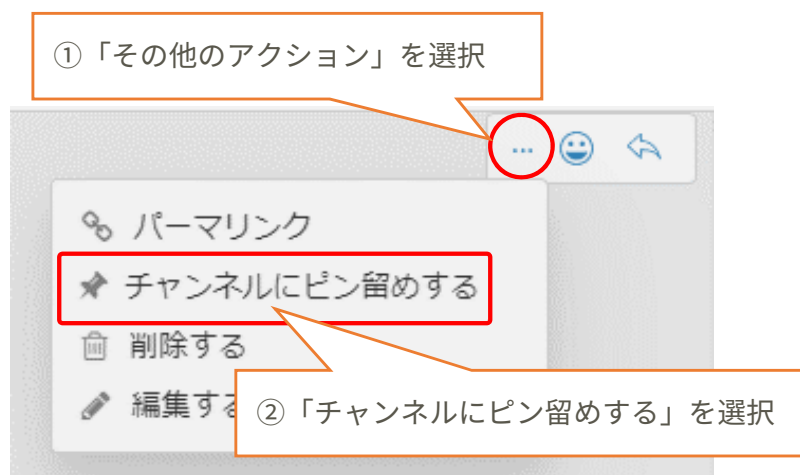 ①「その他のアクション」を選択
...
パーマリンク
チャンネルにピン留めする
削除する
編集する
②「チャンネルにピン留めする」を選択